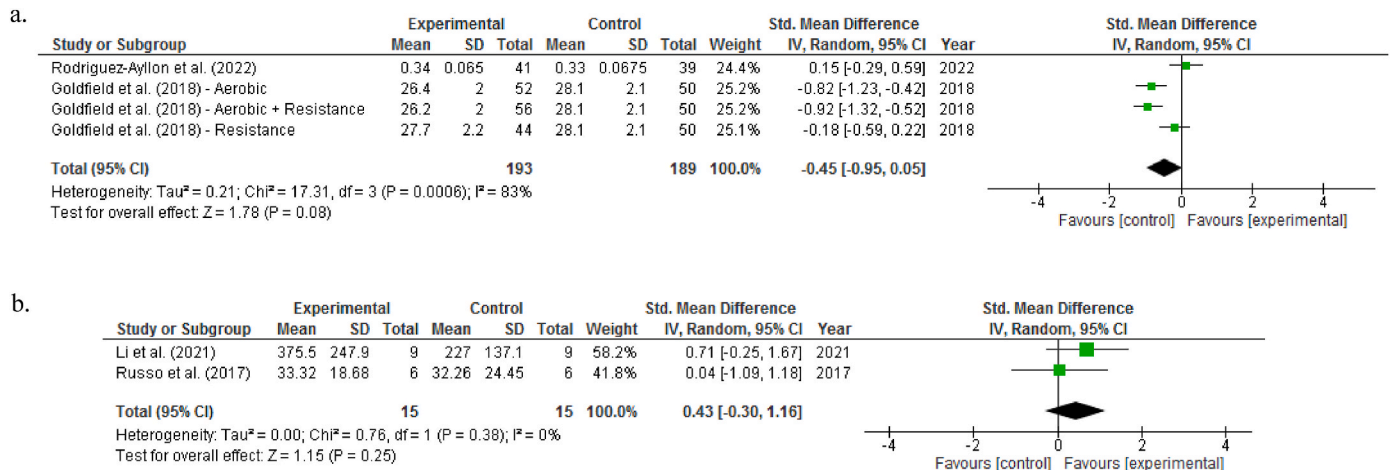 a.
Experimental Control Std. Mean Difference Std. Mean Difference
Study or Subgroup Mean SD Total Mean SD Total Weight IV, Random, 95% CI Year IV, Random, 95% CI
Rodriguez-Ayllon et al. (2022) 0.34 0.065 41 0.33 0.0675 39 24.4% 0.15 [-0.29, 0.59] 2022
Goldfield et al. (2018) - Aerobic 26.4 2 52 28.1 2.1 50 25.2% -0.82 [-1.23, -0.42] 2018
Goldfield et al. (2018) - Aerobic + Resistance 26.2 2 56 28.1 2.1 50 25.2% -0.92 [-1.32, -0.52] 2018
Goldfield et al. (2018) - Resistance 27.7 2.2 44 28.1 2.1 50 25.1% -0.18 [-0.59, 0.22] 2018
Total (95% CI) 193 189 100.0% -0.45 [-0.95, 0.05]
Heterogeneity: Tau² = 0.21; Chi² = 17.31, df = 3 (P = 0.0006); I² = 83%
Test for overall effect: Z = 1.78 (P = 0.08)
-4 -2 0 2 4
Favours [control] Favours [experimental]
b.
Experimental Control Std. Mean Difference Std. Mean Difference
Study or Subgroup Mean SD Total Mean SD Total Weight IV, Random, 95% CI Year IV, Random, 95% CI
Li et al. (2021) 375.5 247.9 9 227 137.1 9 58.2% 0.71 [-0.25, 1.67] 2021
Russo et al. (2017) 33.32 18.68 6 32.26 24.45 6 41.8% 0.04 [-1.09, 1.18] 2017
Total (95% CI) 15 15 100.0% 0.43 [-0.30, 1.16]
Heterogeneity: Tau² = 0.00; Chi² = 0.76, df = 1 (P = 0.38); I² = 0%
Test for overall effect: Z = 1.15 (P = 0.25)
-4 -2 0 2 4
Favours [control] Favours [experimental]